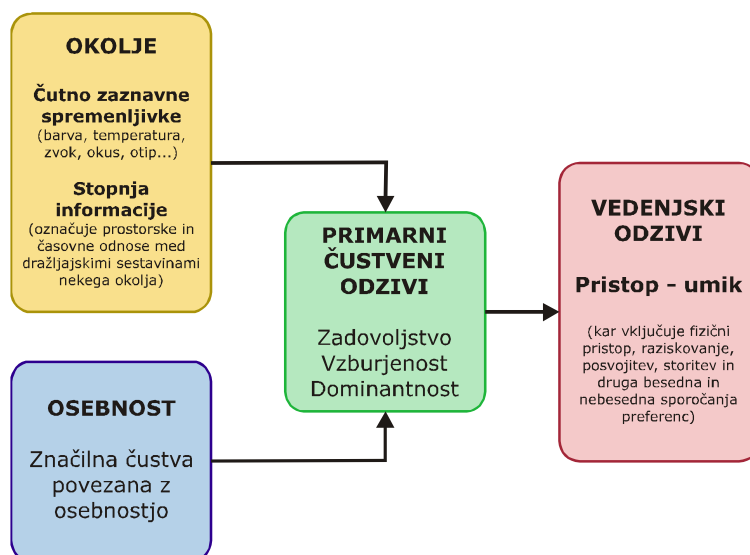 OKOLJE
Čutno zaznavne
spremenljivke
(barva, temperatura,
zvok, okus, otip...)
Stopnja
informacije
(označuje prostorske in
časovne odnose med
dražljajskimi sestavinami
nekega okolja)
OSEBNOST
Značilna čustva
povezana z
osebnostjo
PRIMARNI
ČUSTVENI
ODZIVI
Zadovoljstvo
Vzburjenost
Dominantnost
VEDENJSKI
ODZIVI
Pristop - umik
(kar vključuje fizični
pristop, raziskovanje,
posvojitev, storitev in
druga besedna in
nebesedna sporočanja
preferenc)